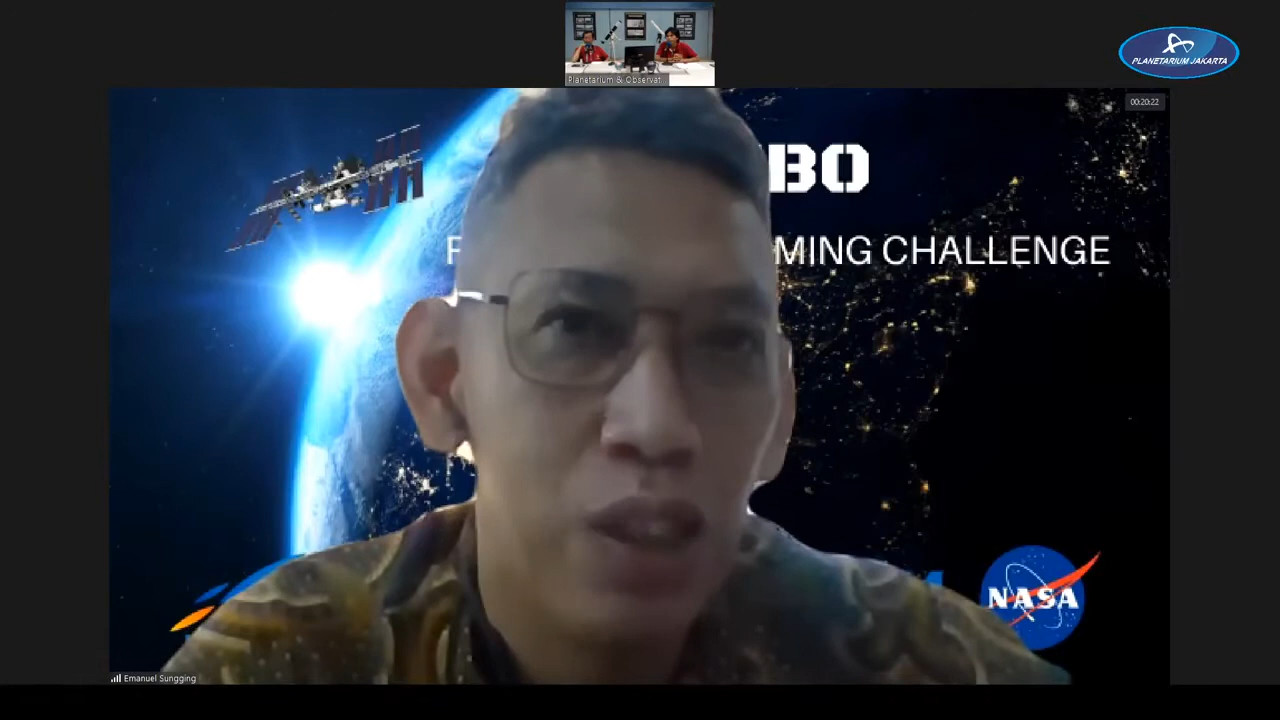 Planetarium & Observat
PLANETARIUM JAKARTA
00:20:22
BO
MING CHALLENGE
NASA
Emanuel Sungging